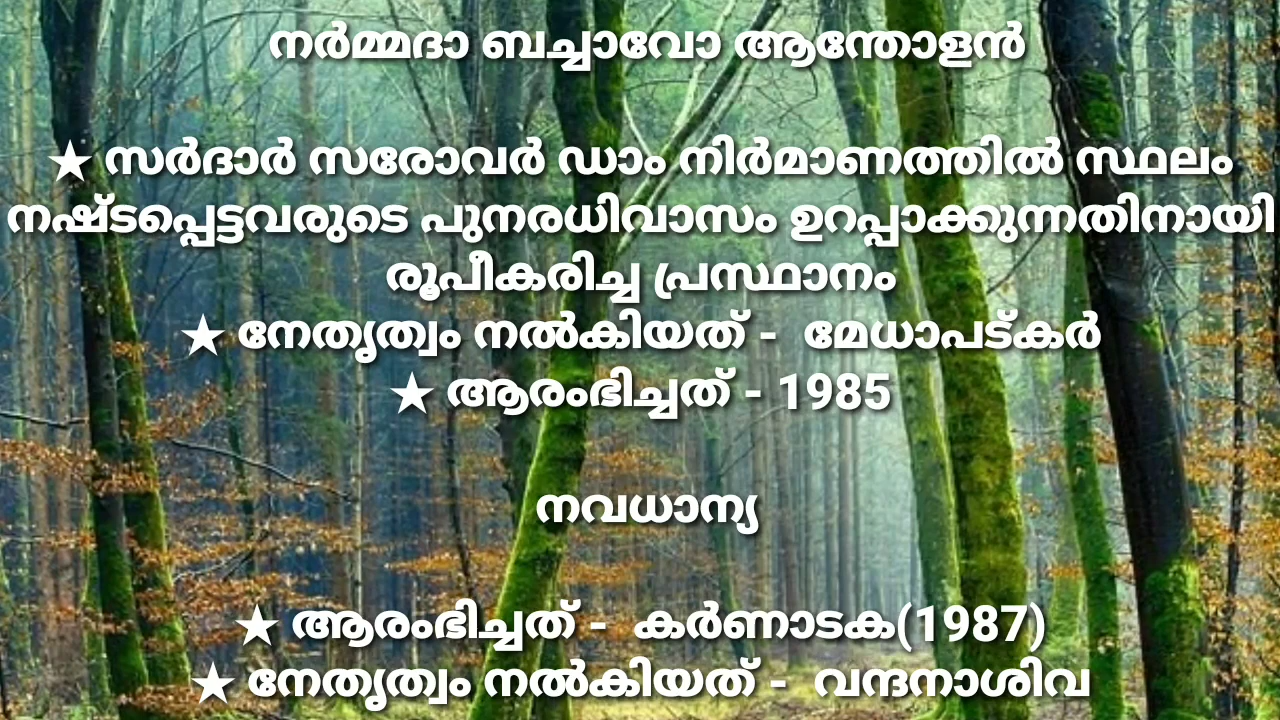 നർമ്മദാ ബച്ചാവോ ആന്തോളൻ
★ സർദാർ സരോവർ ഡാം നിർമാണത്തിൽ സ്ഥലം
നഷ്ടപ്പെട്ടവരുടെ പുനരധിവാസം ഉറപ്പാക്കുന്നതിനായി
രൂപീകരിച്ച പ്രസ്ഥാനം
★ നേതൃത്വം നൽകിയത് - മേധാപട്കർ
★ ആരംഭിച്ചത് - 1985
നവധാന്യ
★ ആരംഭിച്ചത് - കർണാടക(1987)
★ നേതൃത്വം നൽകിയത് - വന്ദനാശിവ